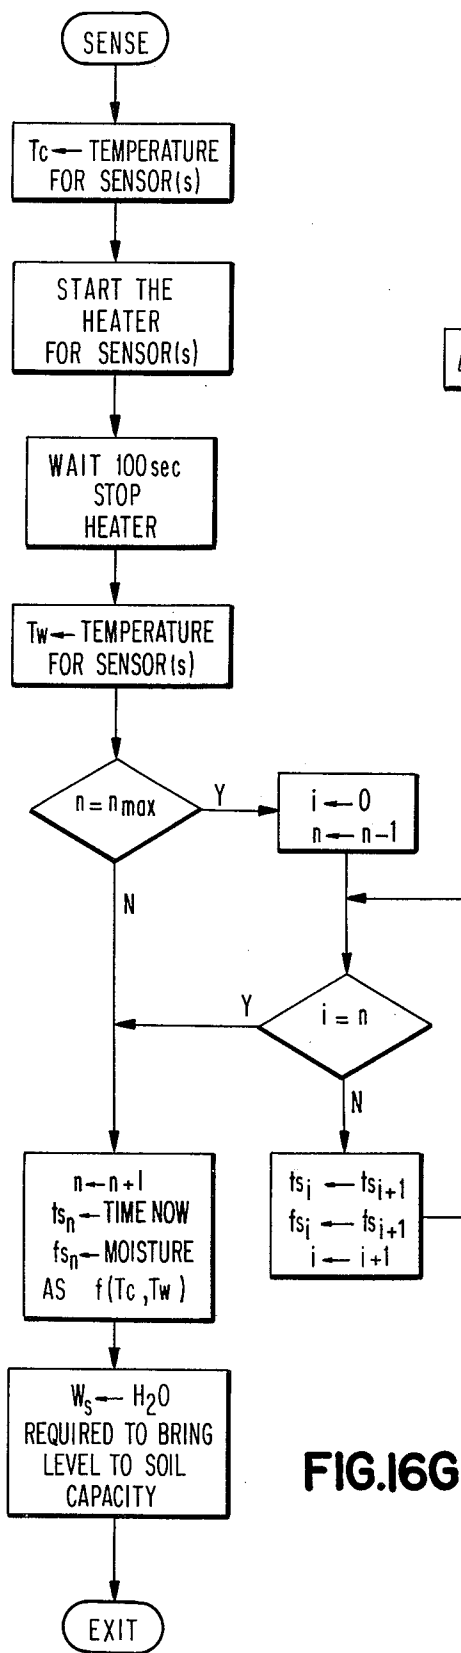 SENSE
Tc ← TEMPERATURE
FOR SENSOR(s)
START THE
HEATER
FOR SENSOR(s)
WAIT 100sec
STOP
HEATER
Tw ← TEMPERATURE
FOR SENSOR(s)
n = nmax
Y
i ← 0
n ← n-1
N
i = n
Y
N
n ← n+1
tsn ← TIME NOW
fsn ← MOISTURE
AS f(Tc,Tw)
tsi ← tsi+1
fsi ← fsi+1
i ← i+1
Ws ← H2O
REQUIRED TO BRING
LEVEL TO SOIL
CAPACITY
FIG.16G
EXIT